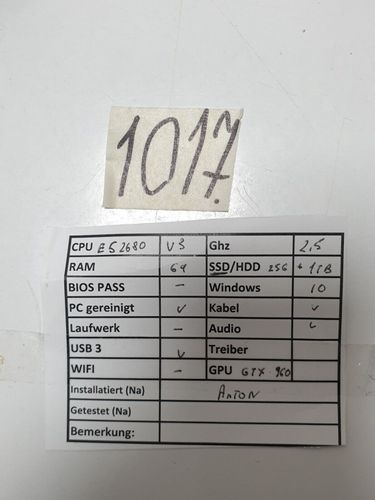 1017.
CPU E5 2680 V3 Ghz 2,5
RAM 64 SSD/HDD 256 + 1TB
BIOS PASS – Windows 10
PC gereinigt ✓ Kabel ✓
Laufwerk – Audio ✓
USB 3 ✓ Treiber
WIFI – GPU GTX 960
Installatiert (Na) ANTON
Getestet (Na)
Bemerkung: